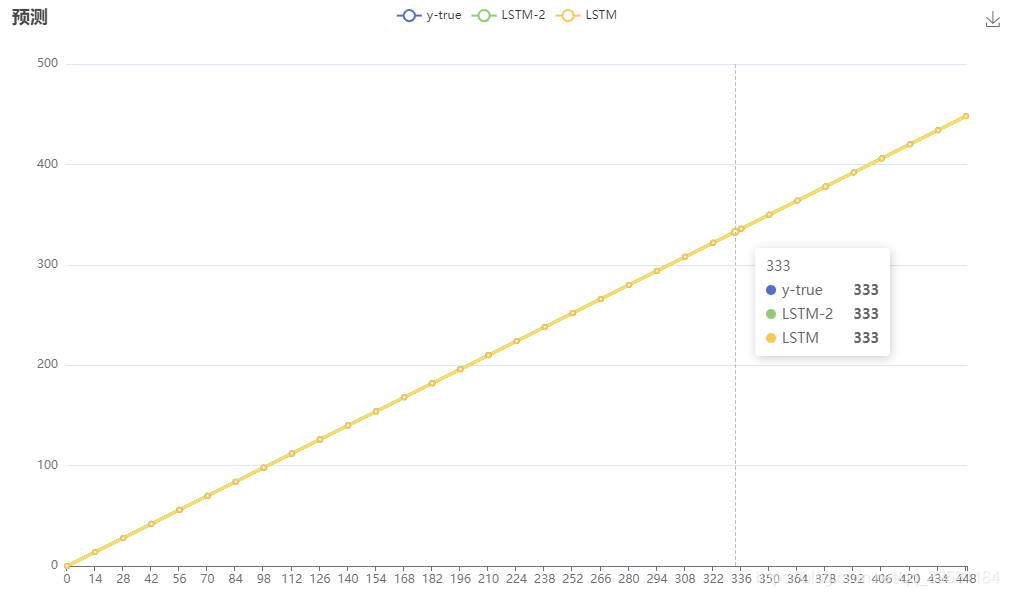 预测
y-true LSTM-2 LSTM
500
400
300
200
100
0
333
y-true 333
LSTM-2 333
LSTM 333
0 14 28 42 56 70 84 98 112 126 140 154 168 182 196 210 224 238 252 266 280 294 308 322 336 350 364 378 392 406 420 434 448